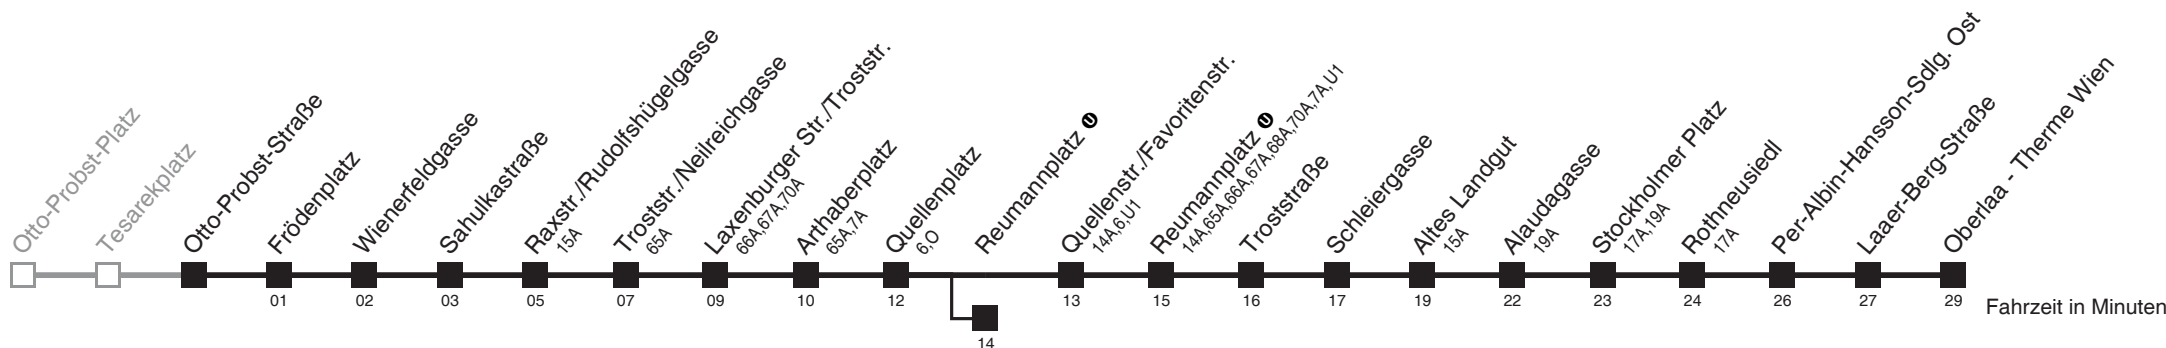 Otto-Probst-Platz
Tesarekplatz
Otto-Probst-Straße
Frödenplatz
01
Wienerfeldgasse
02
Sahulkastraße
03
Raxstr./Rudolfshügelgasse
15A
05
Troststr./Neilreichgasse
65A
07
Laxenburger Str./Troststr.
66A,67A,70A
09
Arthaberplatz
65A,7A
10
Quellenplatz
6,O
12
Reumannplatz U
14
Quellenstr./Favoritenstr.
14A,6,U1
13
Reumannplatz U
14A,65A,66A,67A,68A,70A,7A,U1
15
Troststraße
16
Schleiergasse
17
Altes Landgut
15A
19
Alaudagasse
19A
22
Stockholmer Platz
17A,19A
23
Rothneusiedl
17A
24
Per-Albin-Hansson-Sdlg. Ost
26
Laaer-Berg-Straße
27
Oberlaa - Therme Wien
29
Fahrzeit in Minuten